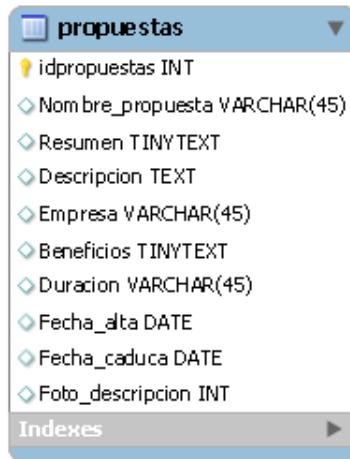 propuestas
idpropuestas INT
Nombre_propuesta VARCHAR(45)
Resumen TINYTEXT
Descripcion TEXT
Empresa VARCHAR(45)
Beneficios TINYTEXT
Duracion VARCHAR(45)
Fecha_alta DATE
Fecha_caduca DATE
Foto_descripcion INT
Indexes